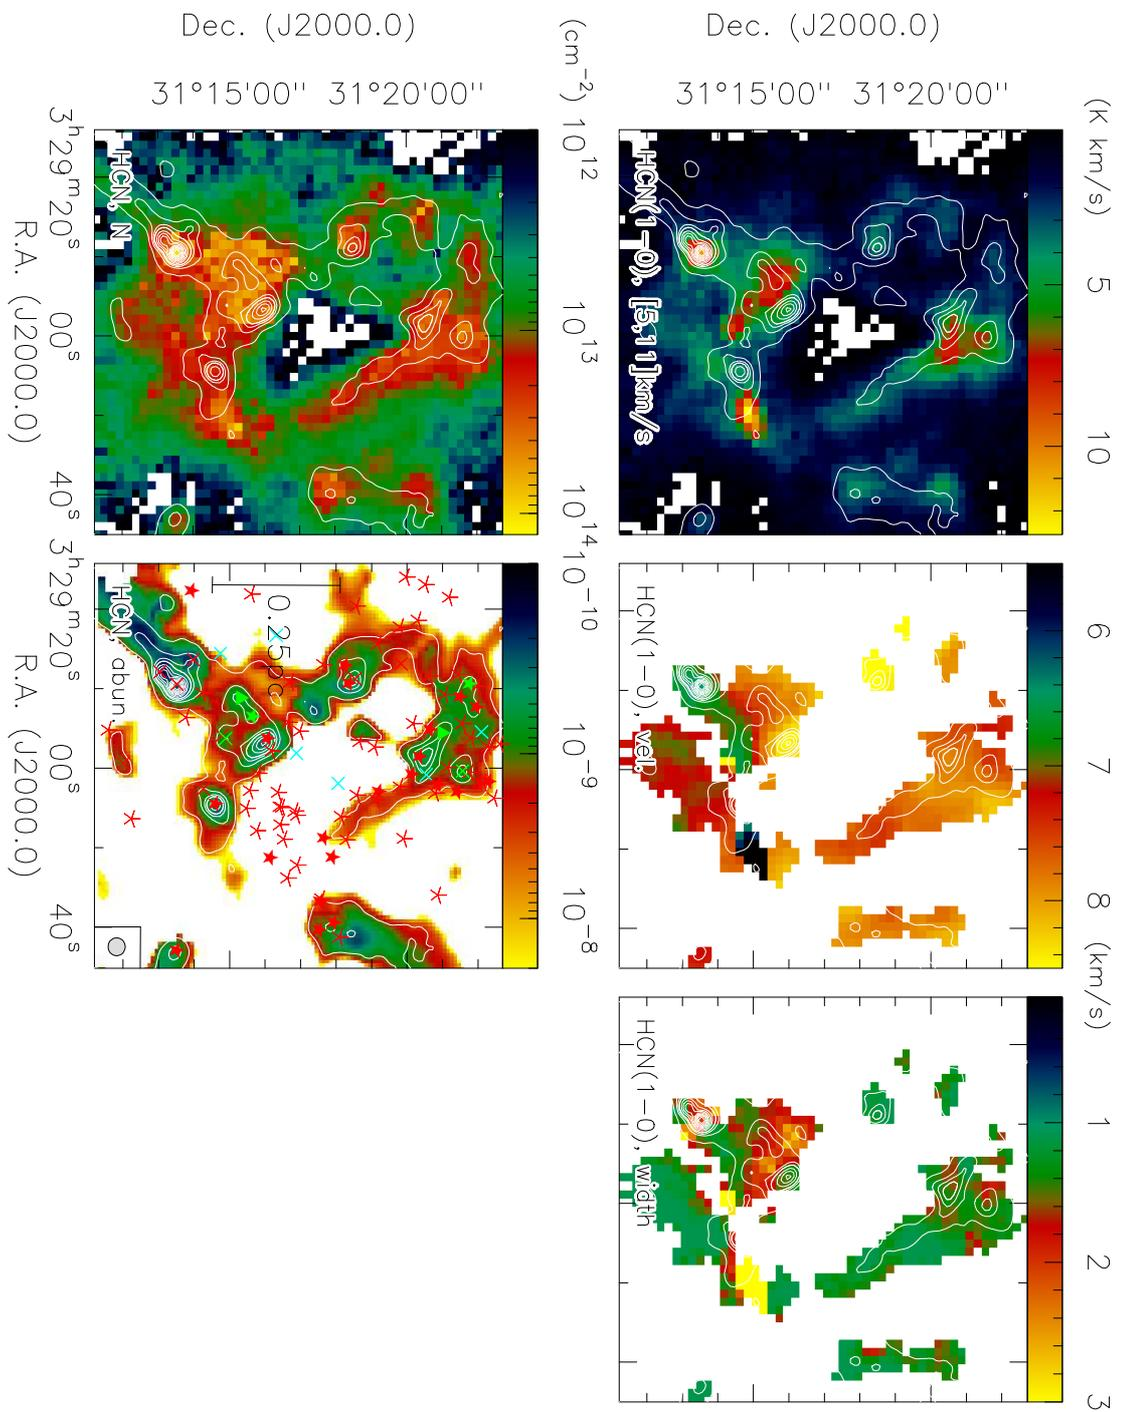 (K km/s) 5 10
6 7 8 (km/s)
1 2 3
Dec. (J2000.0)
31°15'00" 31°20'00"
HCN(1−0), [5,11]km/s
HCN(1−0), vel.
HCN(1−0), width
(cm⁻²) 10¹² 10¹³ 10¹⁴
10⁻¹⁰ 10⁻⁹ 10⁻⁸
Dec. (J2000.0)
31°15'00" 31°20'00"
HCN, N
HCN, abun.
0.25pc
3ʰ29ᵐ20ˢ 00ˢ 40ˢ
R.A. (J2000.0)
3ʰ29ᵐ20ˢ 00ˢ 40ˢ
R.A. (J2000.0)